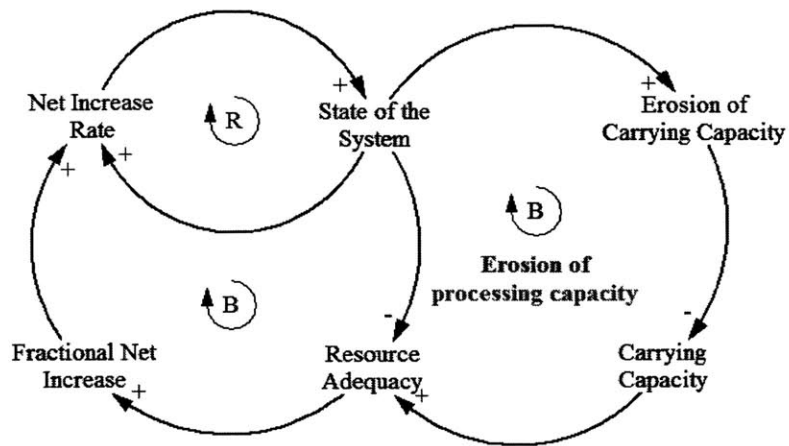 Net Increase
Rate
R
State of the
System
Erosion of
Carrying Capacity
B
Erosion of
processing capacity
B
Fractional Net
Increase
Resource
Adequacy
Carrying
Capacity
+
+
+
+
-
-
+
+